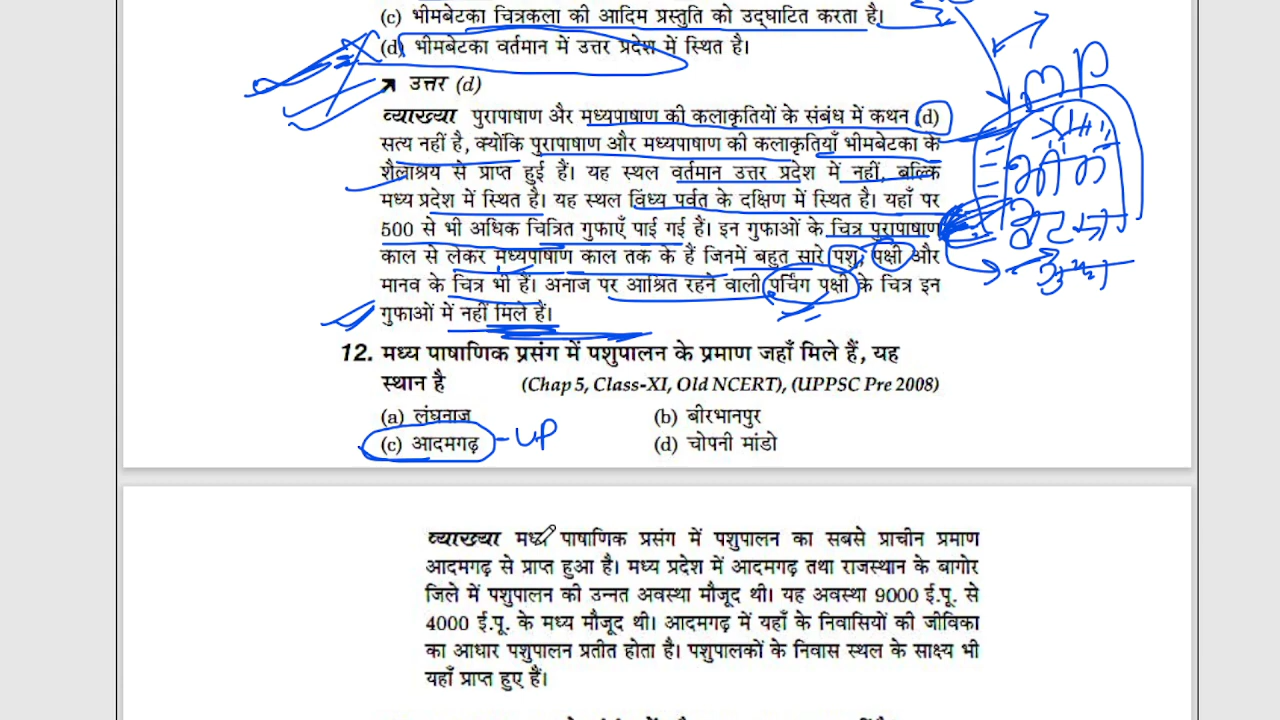 (c) भीमबेटका चित्रकला की आदिम प्रस्तुति को उद्घाटित करता है।
(d) भीमबेटका वर्तमान में उत्तर प्रदेश में स्थित है।
उत्तर (d)
व्याख्या पुरापाषाण और मध्यपाषाण की कलाकृतियों के संबंध में कथन (d)
सत्य नहीं है, क्योंकि पुरापाषाण और मध्यपाषाण की कलाकृतियाँ भीमबेटका के
शैलाश्रय से प्राप्त हुई हैं। यह स्थल वर्तमान उत्तर प्रदेश में नहीं, बल्कि
मध्य प्रदेश में स्थित है। यह स्थल विंध्य पर्वत के दक्षिण में स्थित है। यहाँ पर
500 से भी अधिक चित्रित गुफाएँ पाई गई हैं। इन गुफाओं के चित्र पुरापाषाण
काल से लेकर मध्यपाषाण काल तक के हैं जिनमें बहुत सारे पशु, पक्षी और
मानव के चित्र भी हैं। अनाज पर आश्रित रहने वाली पर्चिंग पक्षी के चित्र इन
गुफाओं में नहीं मिले हैं।
MP
भीम
बेटका
12. मध्य पाषाणिक प्रसंग में पशुपालन के प्रमाण जहाँ मिले हैं, यह
स्थान है (Chap 5, Class-XI, Old NCERT), (UPPSC Pre 2008)
(a) लंघनाज (b) बीरभानपुर
(c) आदमगढ़ - UP (d) चोपनी मांडो
व्याख्या मध्य पाषाणिक प्रसंग में पशुपालन का सबसे प्राचीन प्रमाण
आदमगढ़ से प्राप्त हुआ है। मध्य प्रदेश में आदमगढ़ तथा राजस्थान के बागोर
जिले में पशुपालन की उन्नत अवस्था मौजूद थी। यह अवस्था 9000 ई.पू. से
4000 ई.पू. के मध्य मौजूद थी। आदमगढ़ में यहाँ के निवासियों की जीविका
का आधार पशुपालन प्रतीत होता है। पशुपालकों के निवास स्थल के साक्ष्य भी
यहाँ प्राप्त हुए हैं।